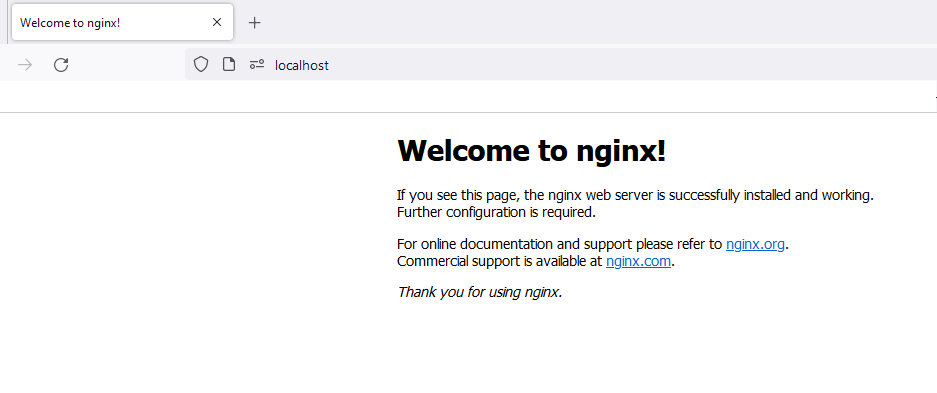 Welcome to nginx!
localhost
Welcome to nginx!
If you see this page, the nginx web server is successfully installed and working.
Further configuration is required.
For online documentation and support please refer to nginx.org.
Commercial support is available at nginx.com.
Thank you for using nginx.